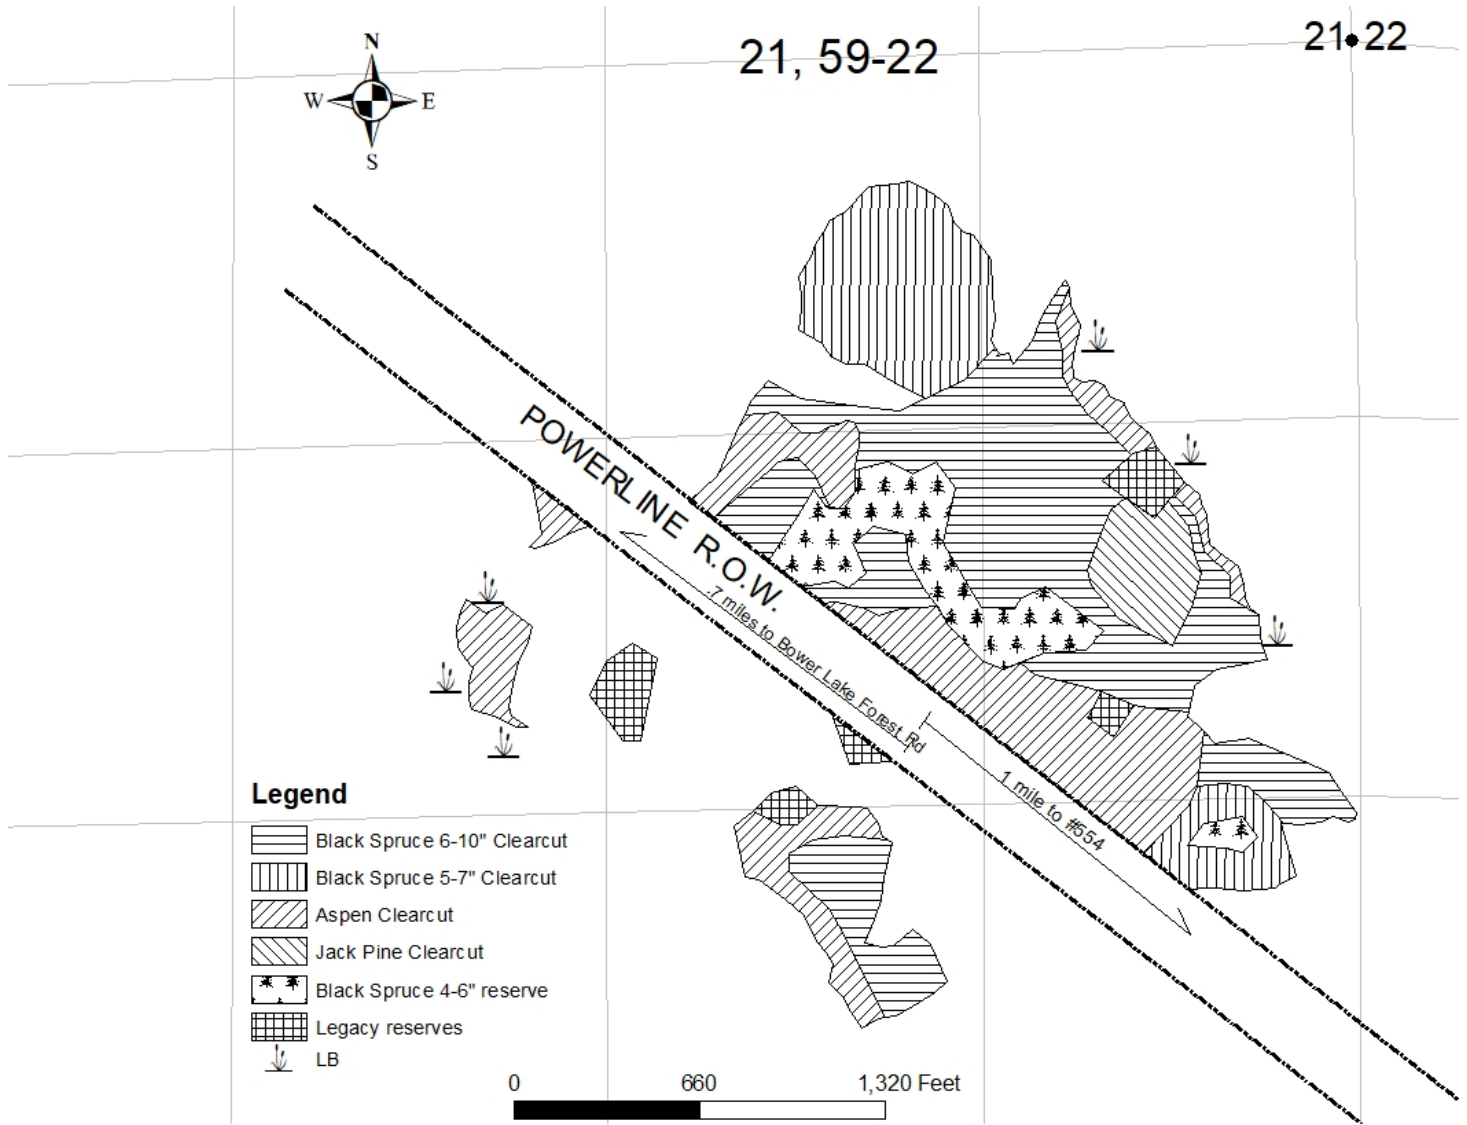 21, 59-22
21 22
N
W E
S
POWERLINE R.O.W.
.7 miles to Bower Lake Forest Rd
1 mile to #554
Legend
Black Spruce 6-10" Clearcut
Black Spruce 5-7" Clearcut
Aspen Clearcut
Jack Pine Clearcut
Black Spruce 4-6" reserve
Legacy reserves
LB
0 660 1,320 Feet